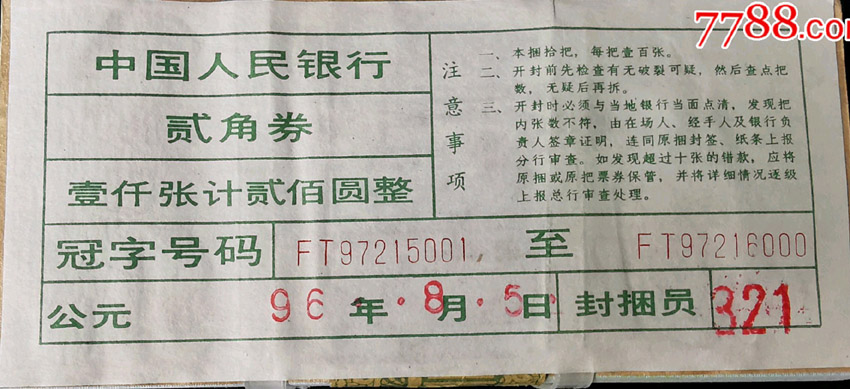 7788.com
中国人民银行
贰角券
壹仟张计贰佰圆整
注意事项
一、本捆拾把，每把壹百张。
二、开封前先检查有无破裂可疑，然后查点把
数，无疑后再拆。
三、开封时必须与当地银行当面点清，发现把
内张数不符，由在场人、经手人及银行负
责人签章证明，连同原捆封签、纸条上报
分行审查。如发现超过十张的错款，应将
原捆或原把票券保管，并将详细情况逐级
上报总行审查处理。
冠字号码 FT97215001 至 FT97216000
公元 96年·8月·5日 封捆员 321